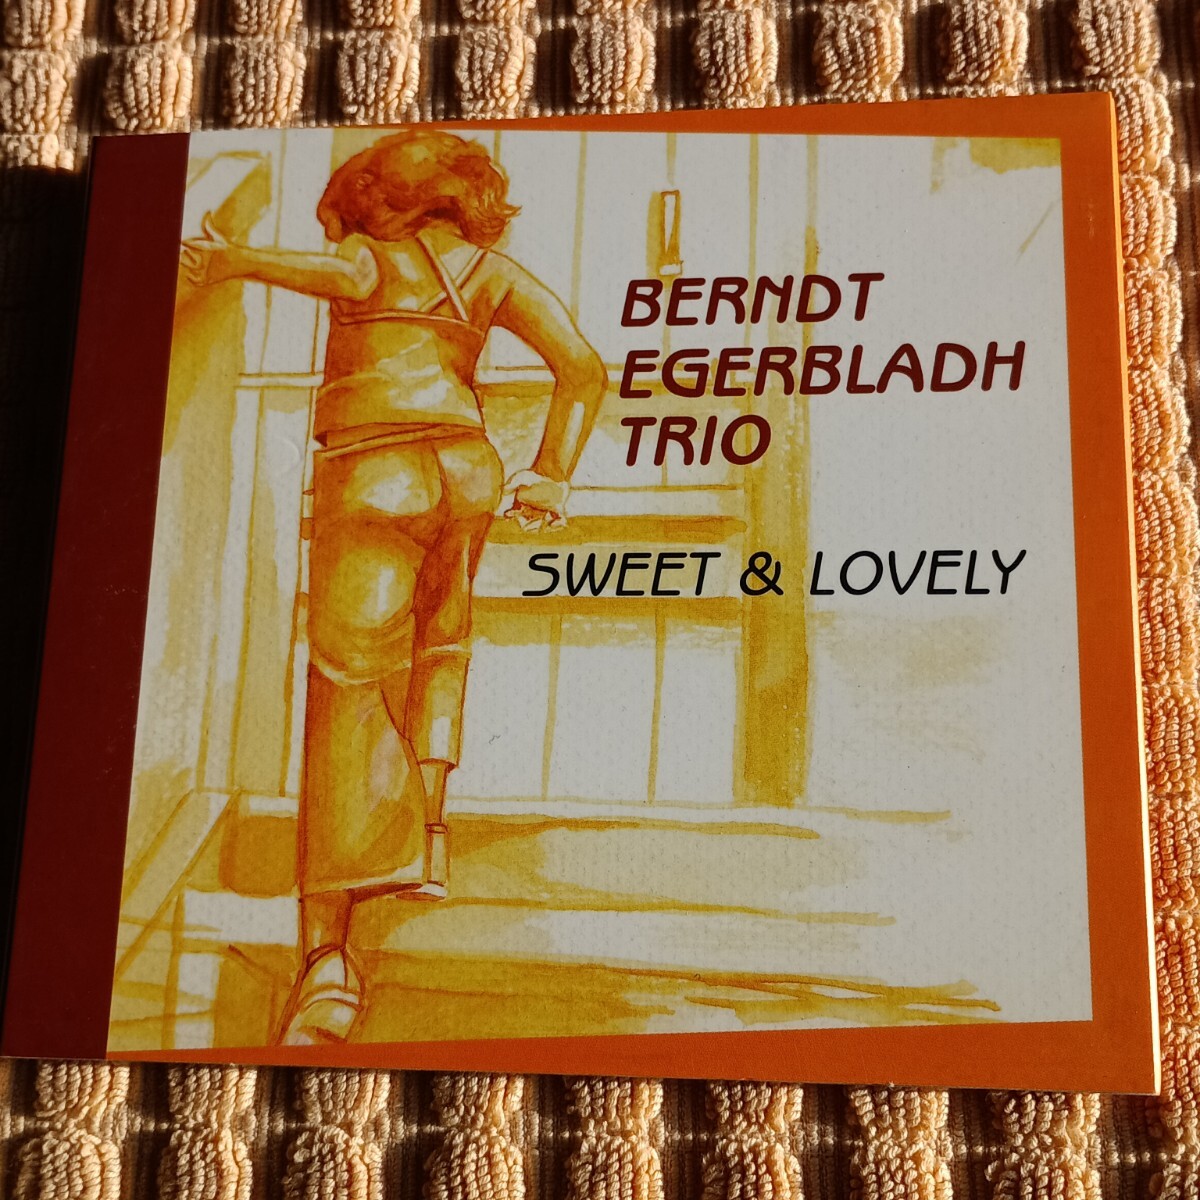 BERNDT
EGERBLADH
TRIO
SWEET & LOVELY